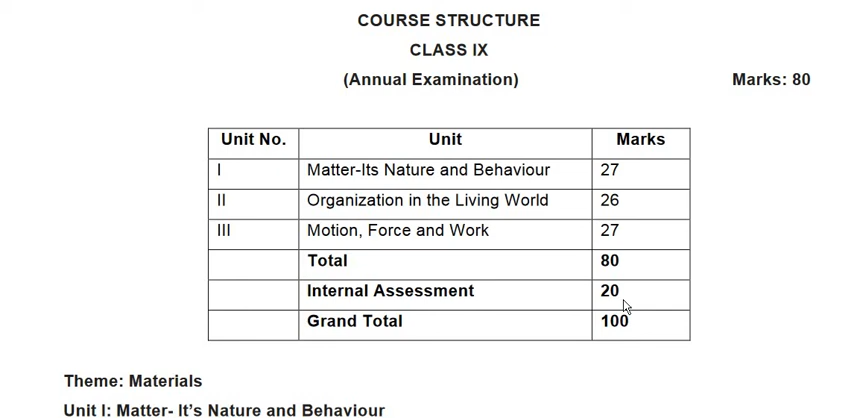 COURSE STRUCTURE
CLASS IX
(Annual Examination) Marks: 80
Unit No. Unit Marks
I Matter-Its Nature and Behaviour 27
II Organization in the Living World 26
III Motion, Force and Work 27
Total 80
Internal Assessment 20
Grand Total 100
Theme: Materials
Unit I: Matter- It’s Nature and Behaviour